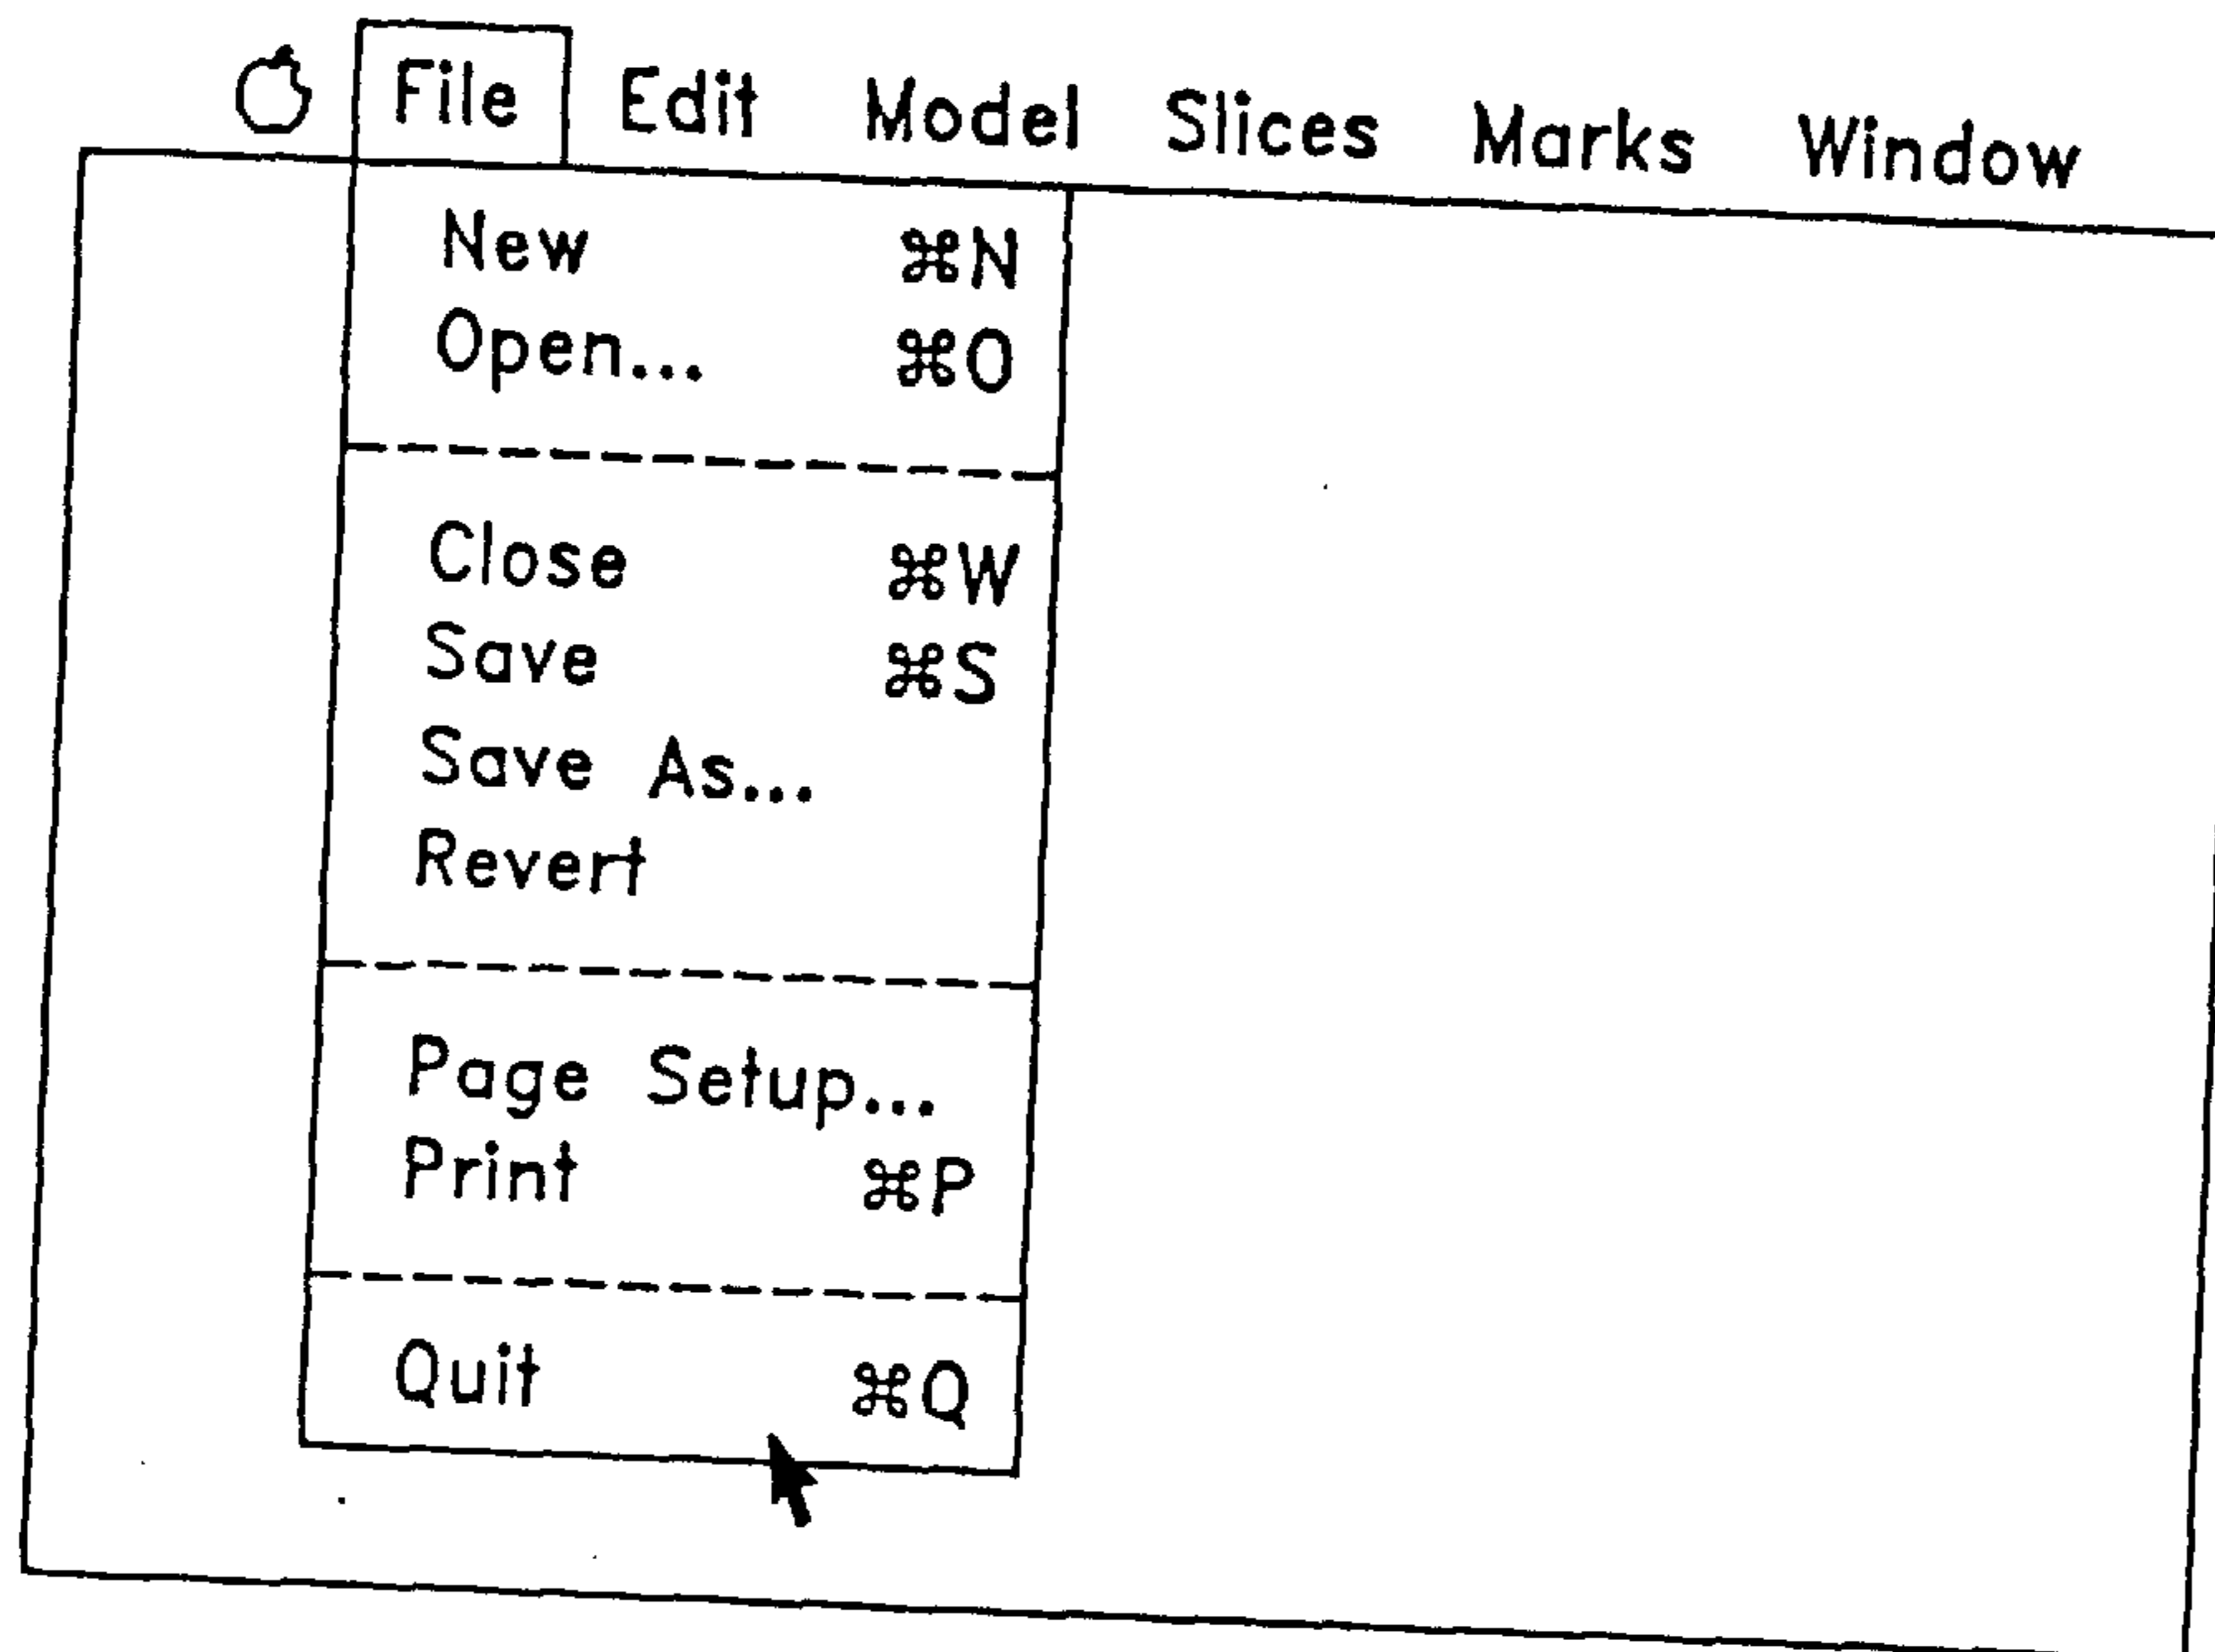 File Edit Model Slices Marks Window
New ⌘N
Open... ⌘O
Close ⌘W
Save ⌘S
Save As...
Revert
Page Setup...
Print ⌘P
Quit ⌘Q